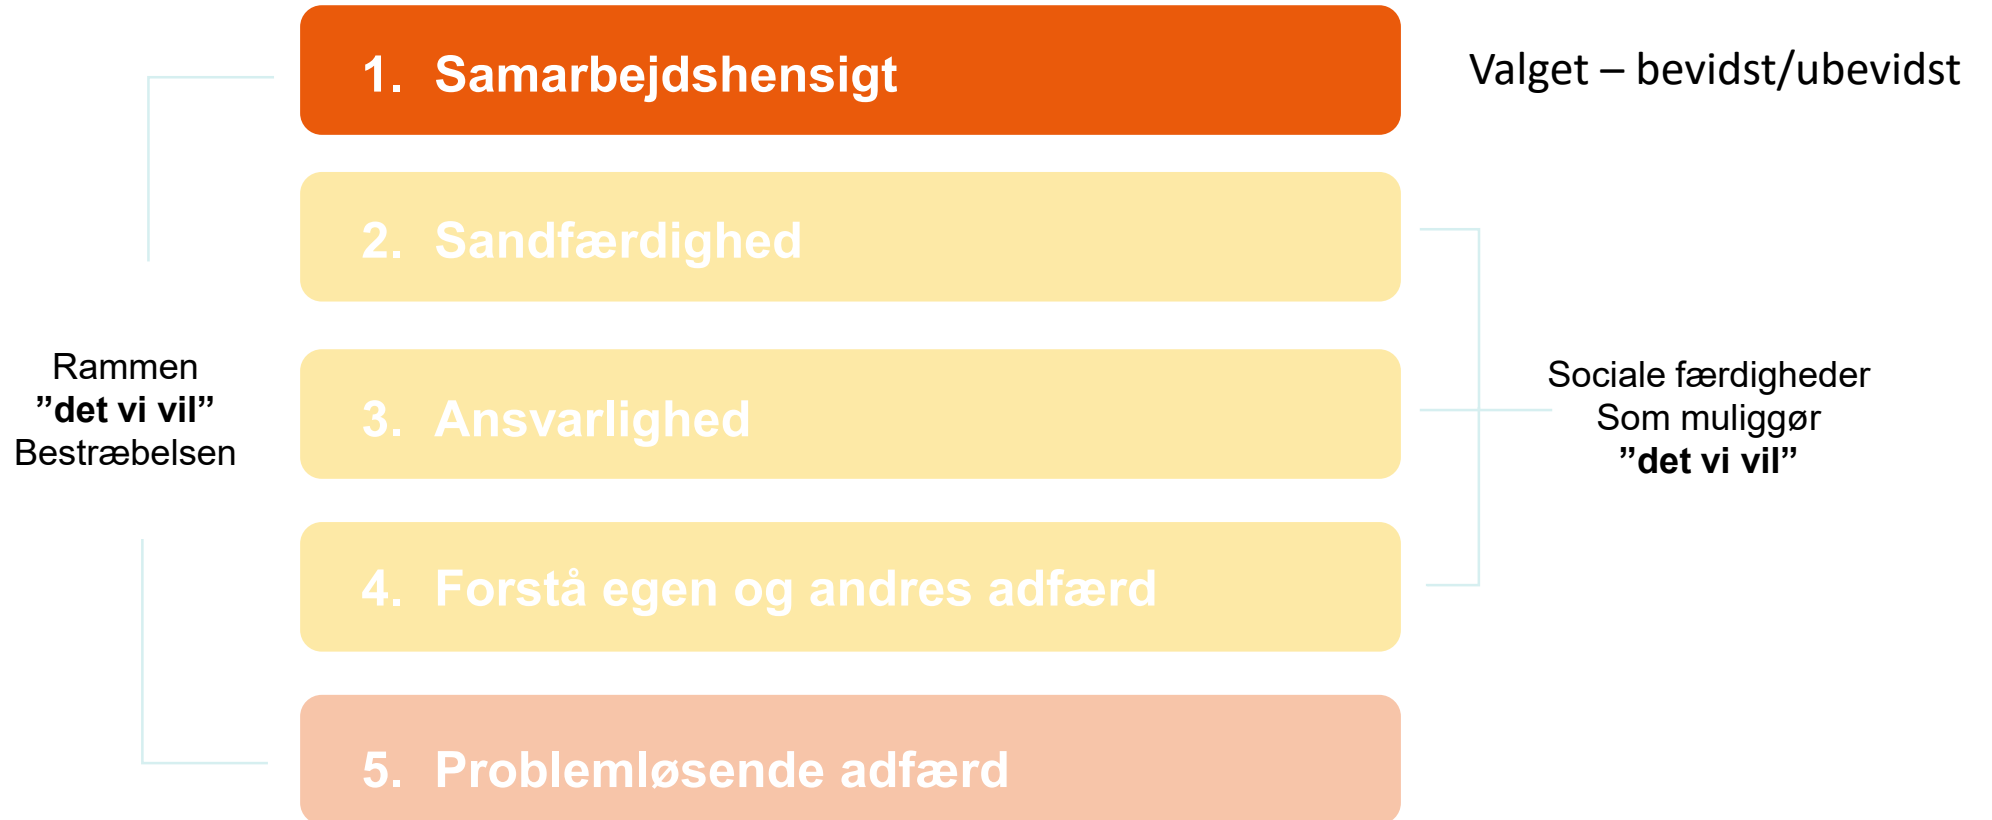 1. Samarbejdshensigt
Valget – bevidst/ubevidst
2. Sandfærdighed
3. Ansvarlighed
4. Forstå egen og andres adfærd
5. Problemløsende adfærd
Rammen
”det vi vil”
Bestræbelsen
Sociale færdigheder
Som muliggør
”det vi vil”